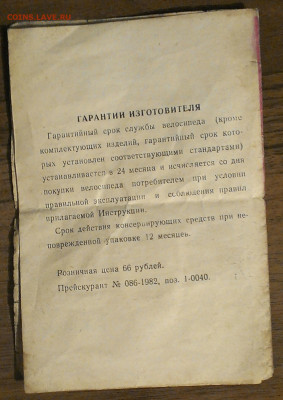 COINS.LAVE.RU
ГАРАНТИИ ИЗГОТОВИТЕЛЯ
Гарантийный срок службы велосипеда (кроме
комплектующих изделий, гарантийный срок кото-
рых установлен соответствующими стандартами)
устанавливается в 24 месяца и исчисляется со дня
покупки велосипеда потребителем при условии
правильной эксплуатации и соблюдения правил
прилагаемой Инструкции.
Срок действия консервирующих средств при не-
поврежденной упаковке 12 месяцев.
Розничная цена 66 рублей.
Прейскурант № 086-1982, поз. 1-0040.